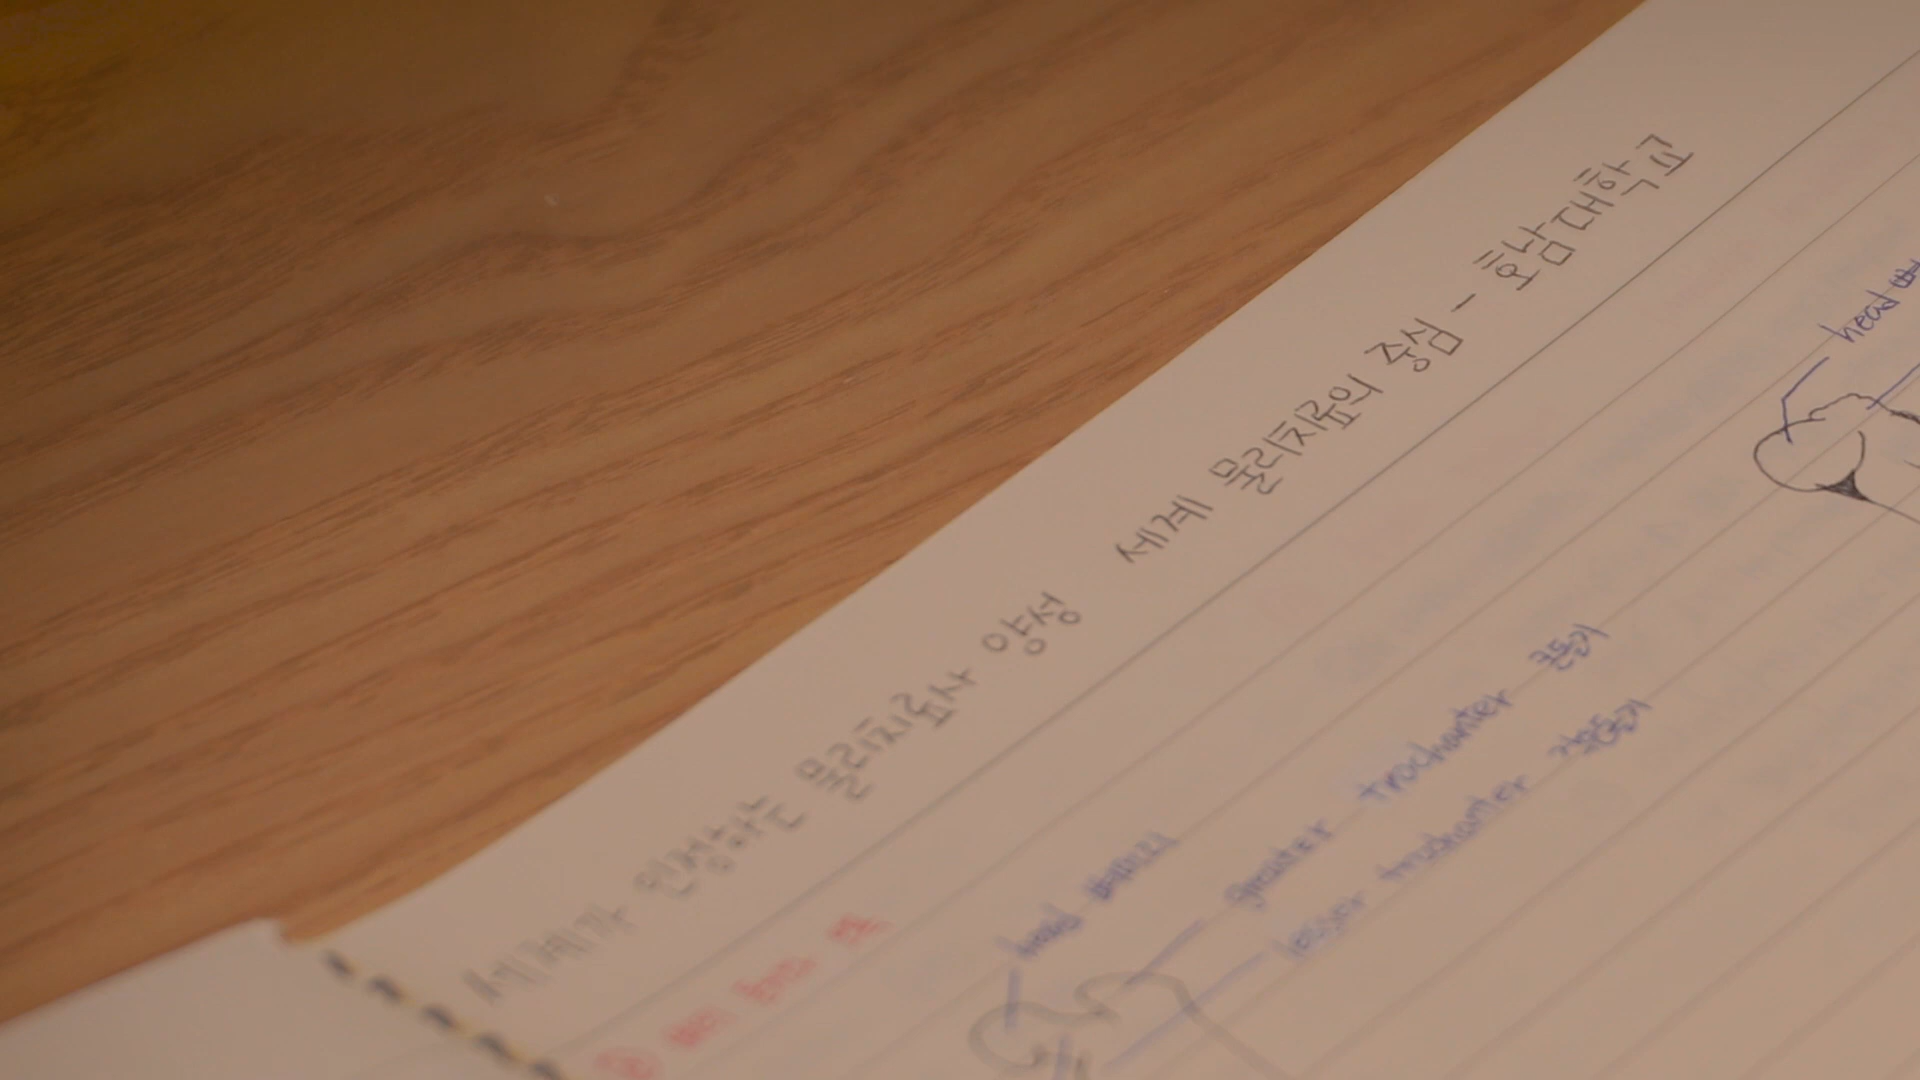 세계가 인정하는 물리치료사 양성 세계 물리치료의 중심 - 호남대학교
head
head 뼈머리
greater trochanter 큰돌기
lesser trochanter 작은돌기